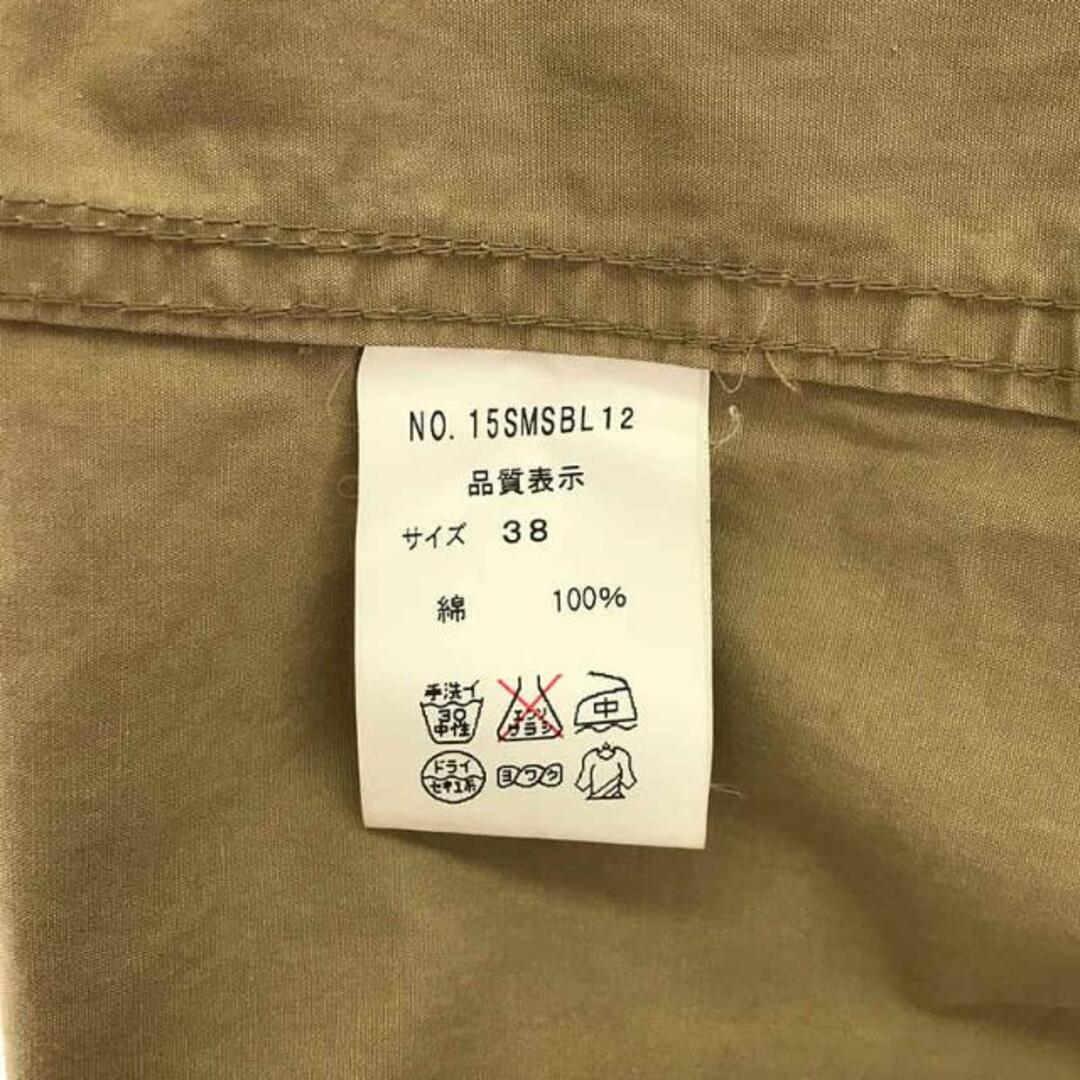 NO. 15SMSBL12
品質表示
サイズ 38
綿 100%
手洗イ
30
中性
エンソ
サラシ
中
ドライ
セキユ系
ヨワク